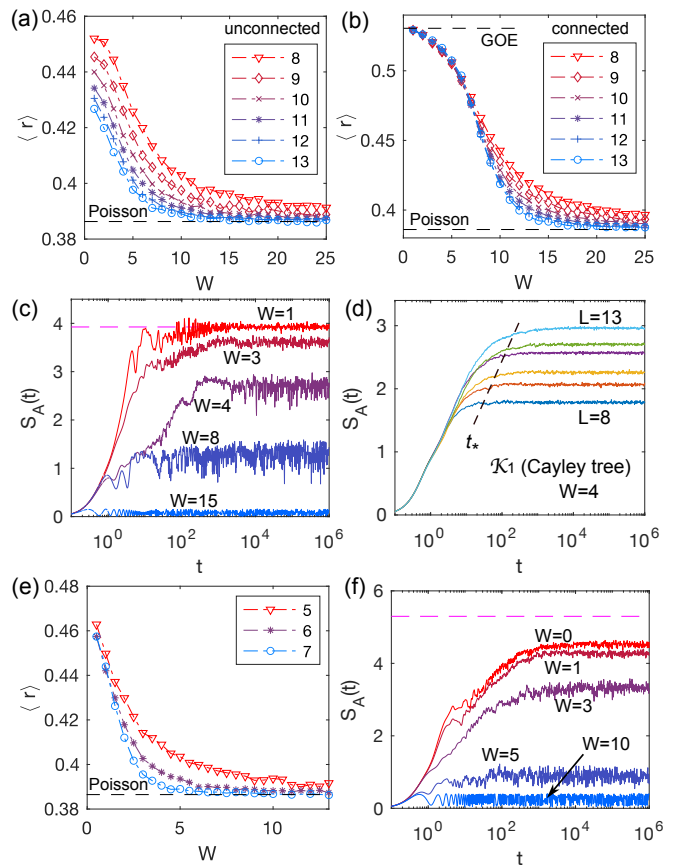 (a)
unconnected
0.46
0.44
0.42
0.4
0.38
⟨ r ⟩
8
9
10
11
12
13
Poisson
0 5 10 15 20 25
W
(b)
connected
GOE
0.5
0.45
0.4
⟨ r ⟩
8
9
10
11
12
13
Poisson
0 5 10 15 20 25
W
(c)
5
4
3
2
1
0
S_A(t)
W=1
W=3
W=4
W=8
W=15
10^0 10^2 10^4 10^6
t
(d)
3
2
1
0
S_A(t)
L=13
L=8
t_*
𝒦_1 (Cayley tree)
W=4
10^0 10^2 10^4 10^6
t
(e)
0.48
0.46
0.44
0.42
0.4
0.38
⟨ r ⟩
5
6
7
Poisson
0 5 10
W
(f)
6
4
2
0
S_A(t)
W=0
W=1
W=3
W=5
W=10
10^0 10^2 10^4 10^6
t